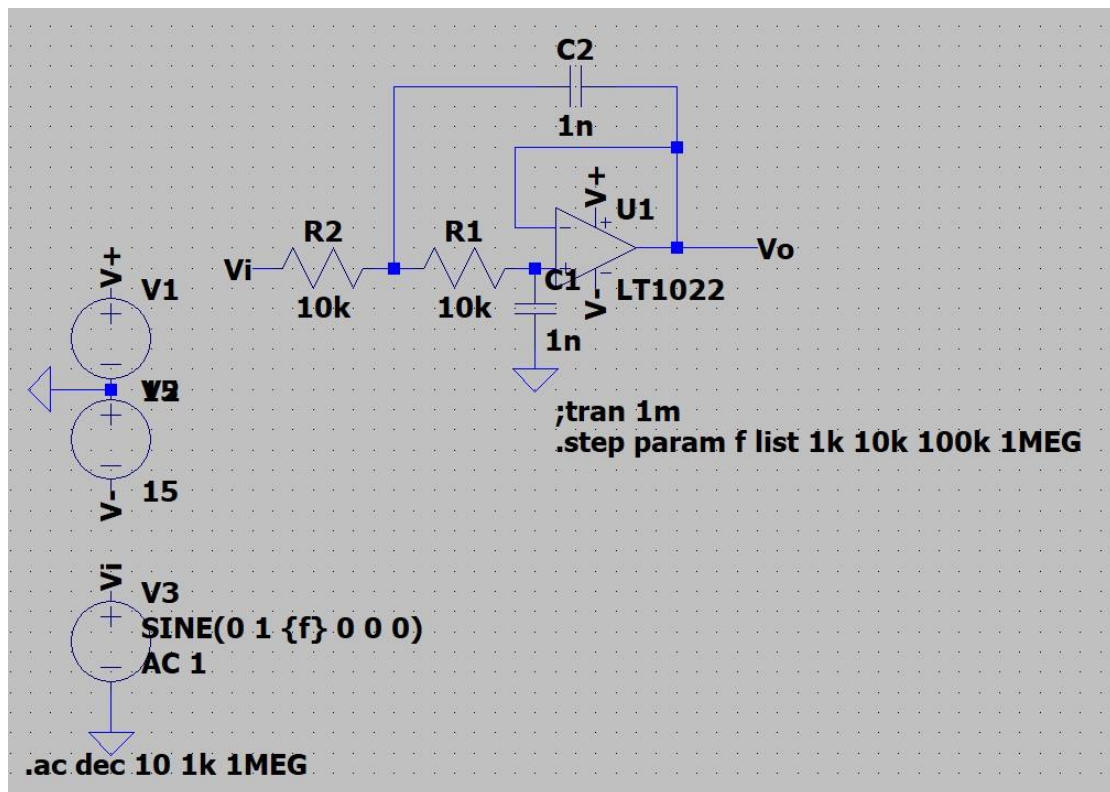 C2
1n
V+
U1
R2
R1
Vi
Vo
C1
10k
10k
V-
LT1022
1n
V+
V1
15
V-
;tran 1m
.step param f list 1k 10k 100k 1MEG
Vi
V3
SINE(0 1 {f} 0 0 0)
AC 1
.ac dec 10 1k 1MEG